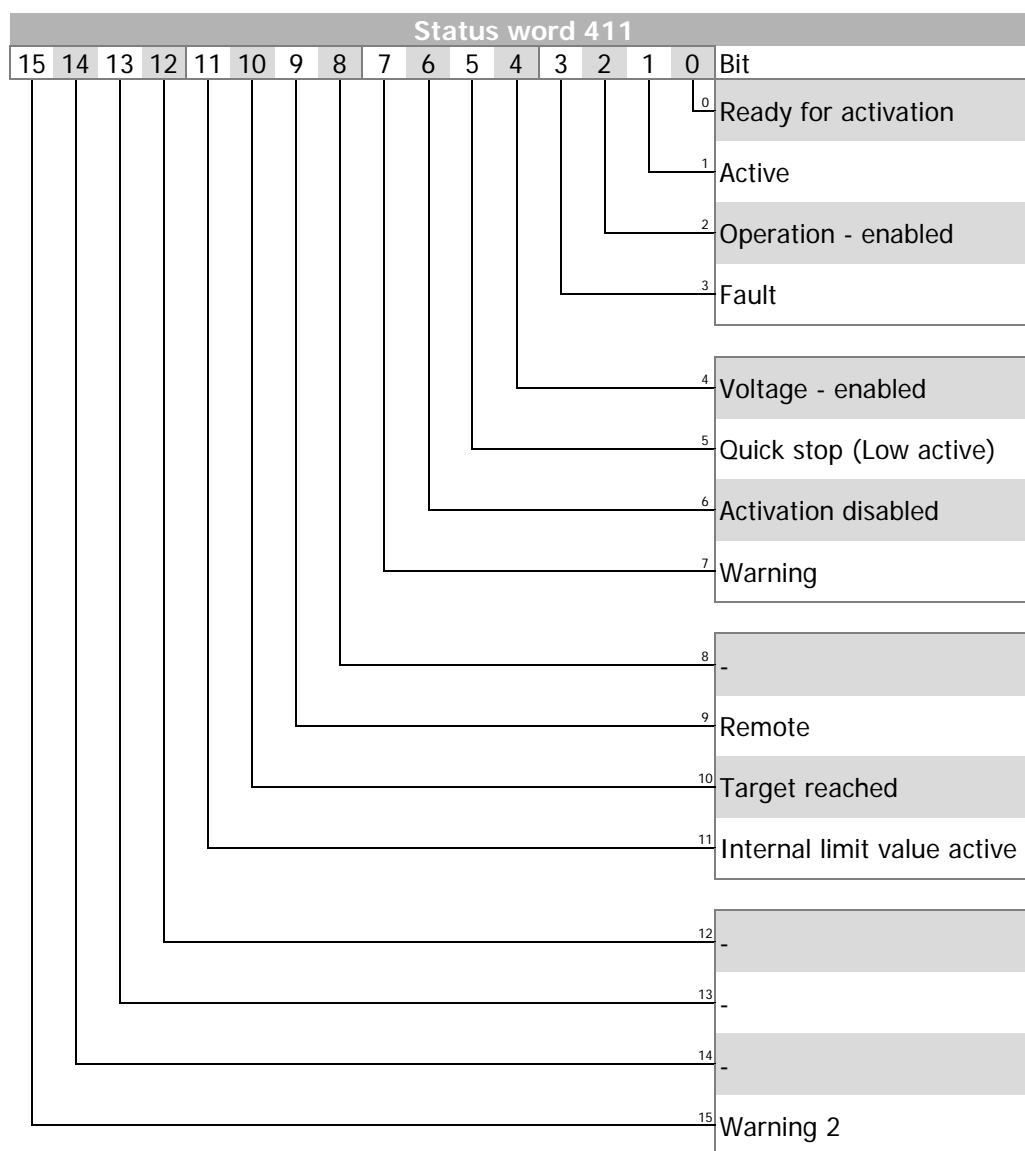 Status word 411
15 14 13 12 11 10 9 8 7 6 5 4 3 2 1 0 Bit
0 Ready for activation
1 Active
2 Operation - enabled
3 Fault
4 Voltage - enabled
5 Quick stop (Low active)
6 Activation disabled
7 Warning
8 -
9 Remote
10 Target reached
11 Internal limit value active
12 -
13 -
14 -
15 Warning 2